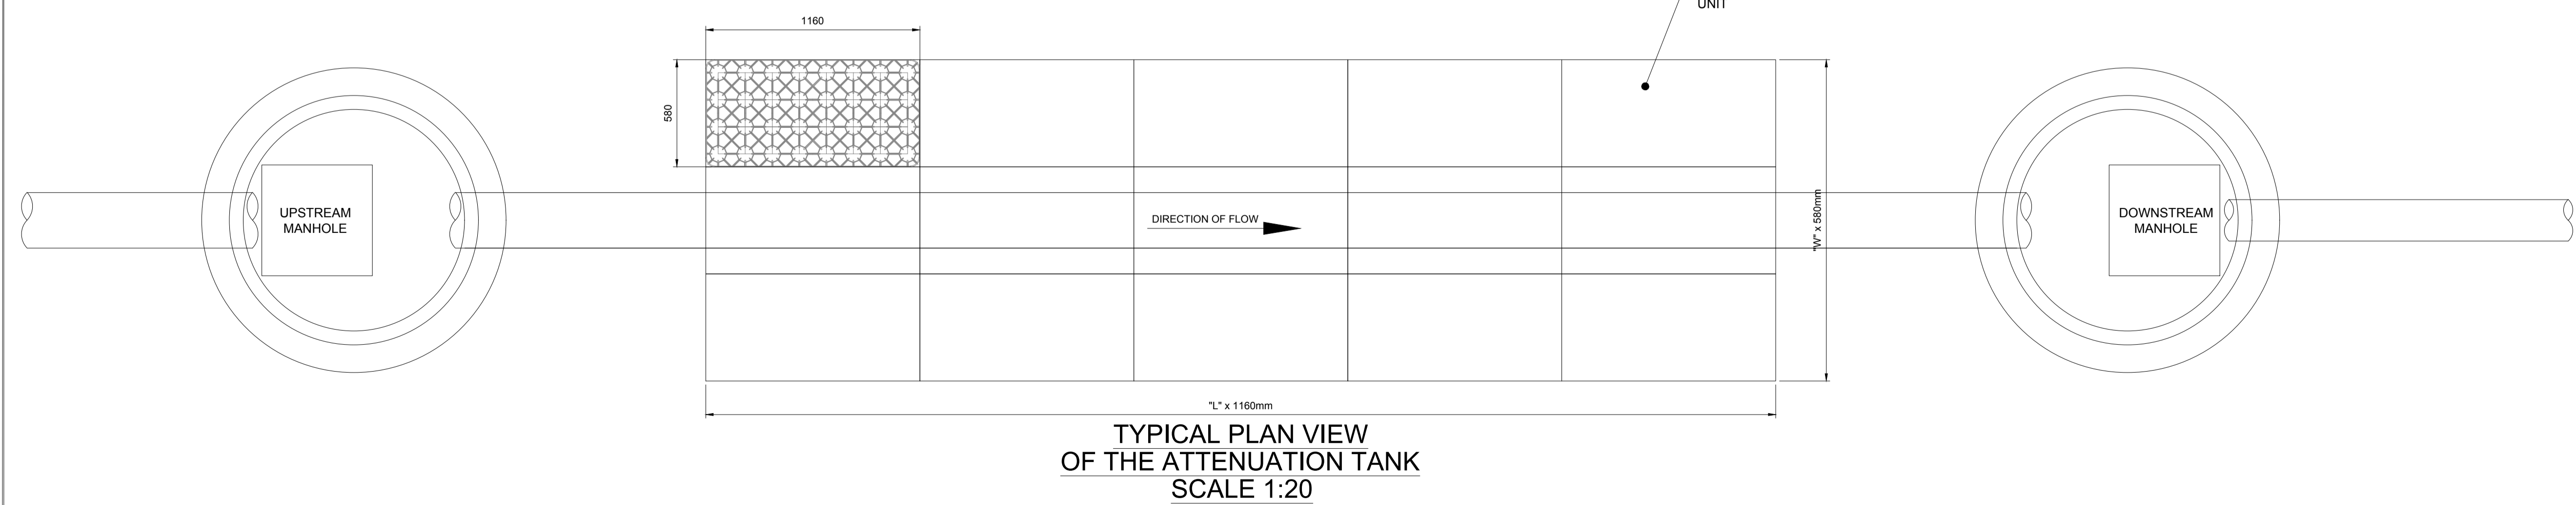 UNIT
1160
580
UPSTREAM
MANHOLE
DIRECTION OF FLOW
"W" x 580mm
DOWNSTREAM
MANHOLE
"L" x 1160mm
TYPICAL PLAN VIEW
OF THE ATTENUATION TANK
SCALE 1:20